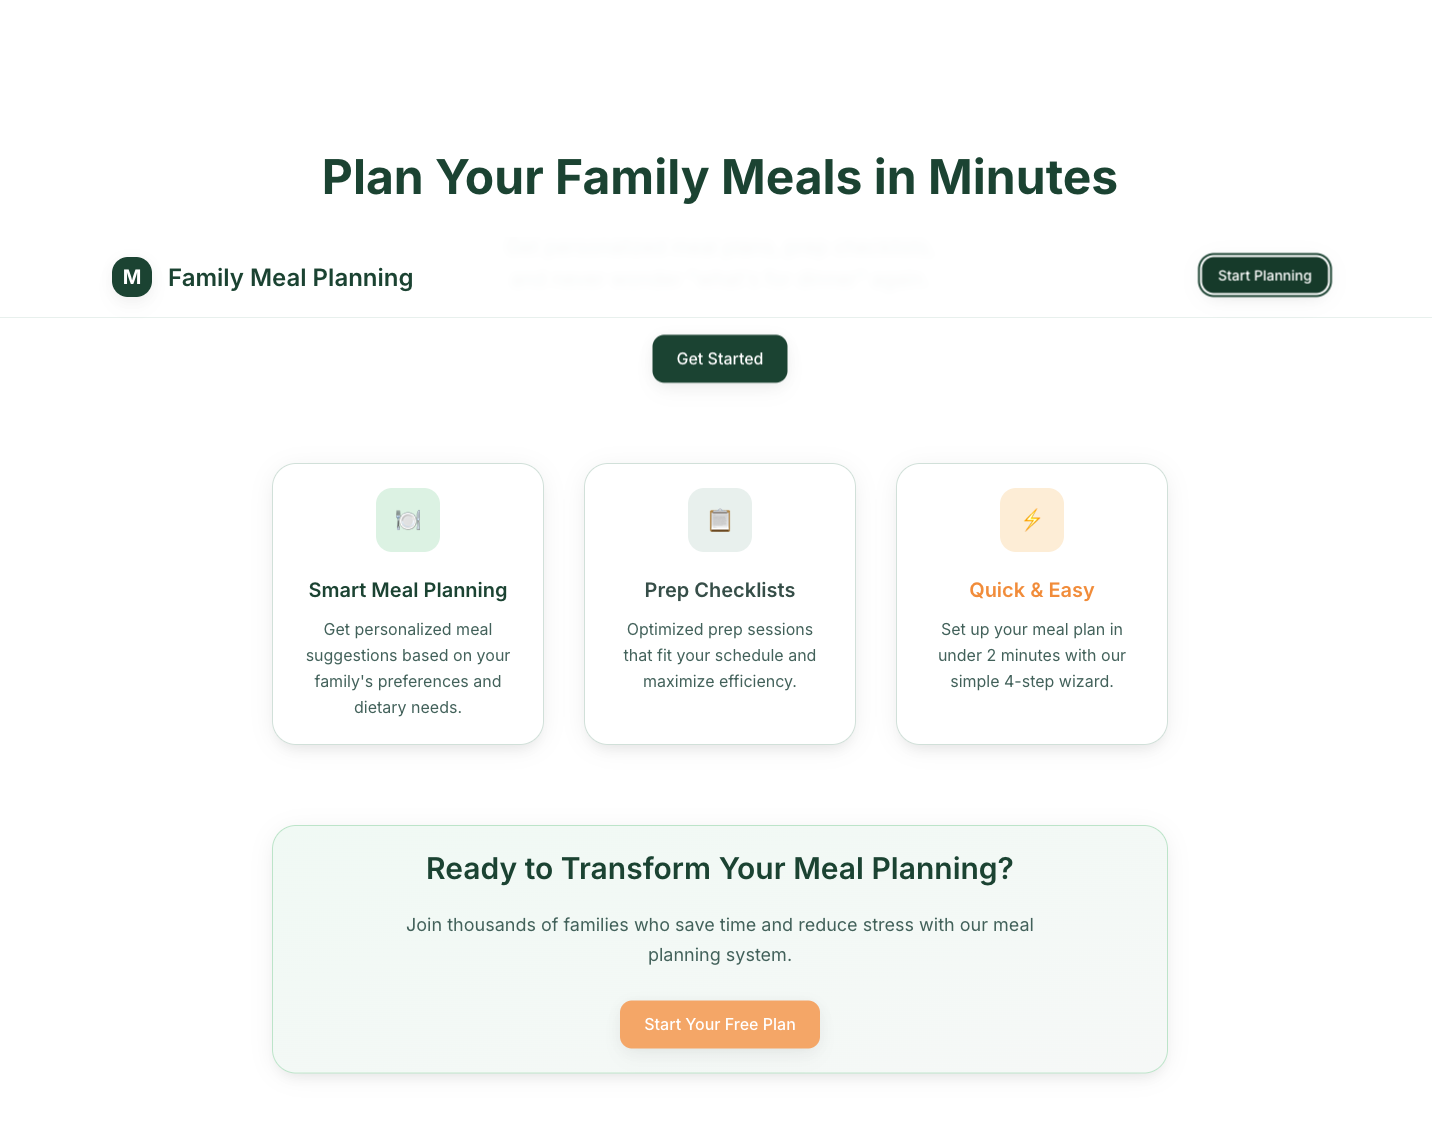 Plan Your Family Meals in Minutes
M
Family Meal Planning
Start Planning
Get Started
Smart Meal Planning
Get personalized meal
suggestions based on your
family's preferences and
dietary needs.
Prep Checklists
Optimized prep sessions
that fit your schedule and
maximize efficiency.
Quick & Easy
Set up your meal plan in
under 2 minutes with our
simple 4-step wizard.
Ready to Transform Your Meal Planning?
Join thousands of families who save time and reduce stress with our meal
planning system.
Start Your Free Plan